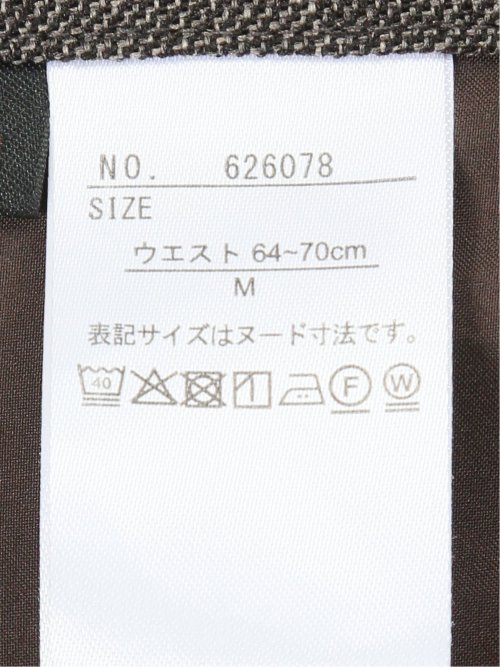 NO. 626078
SIZE
ウエスト 64~70cm
M
表記サイズはヌード寸法です。
40 F W